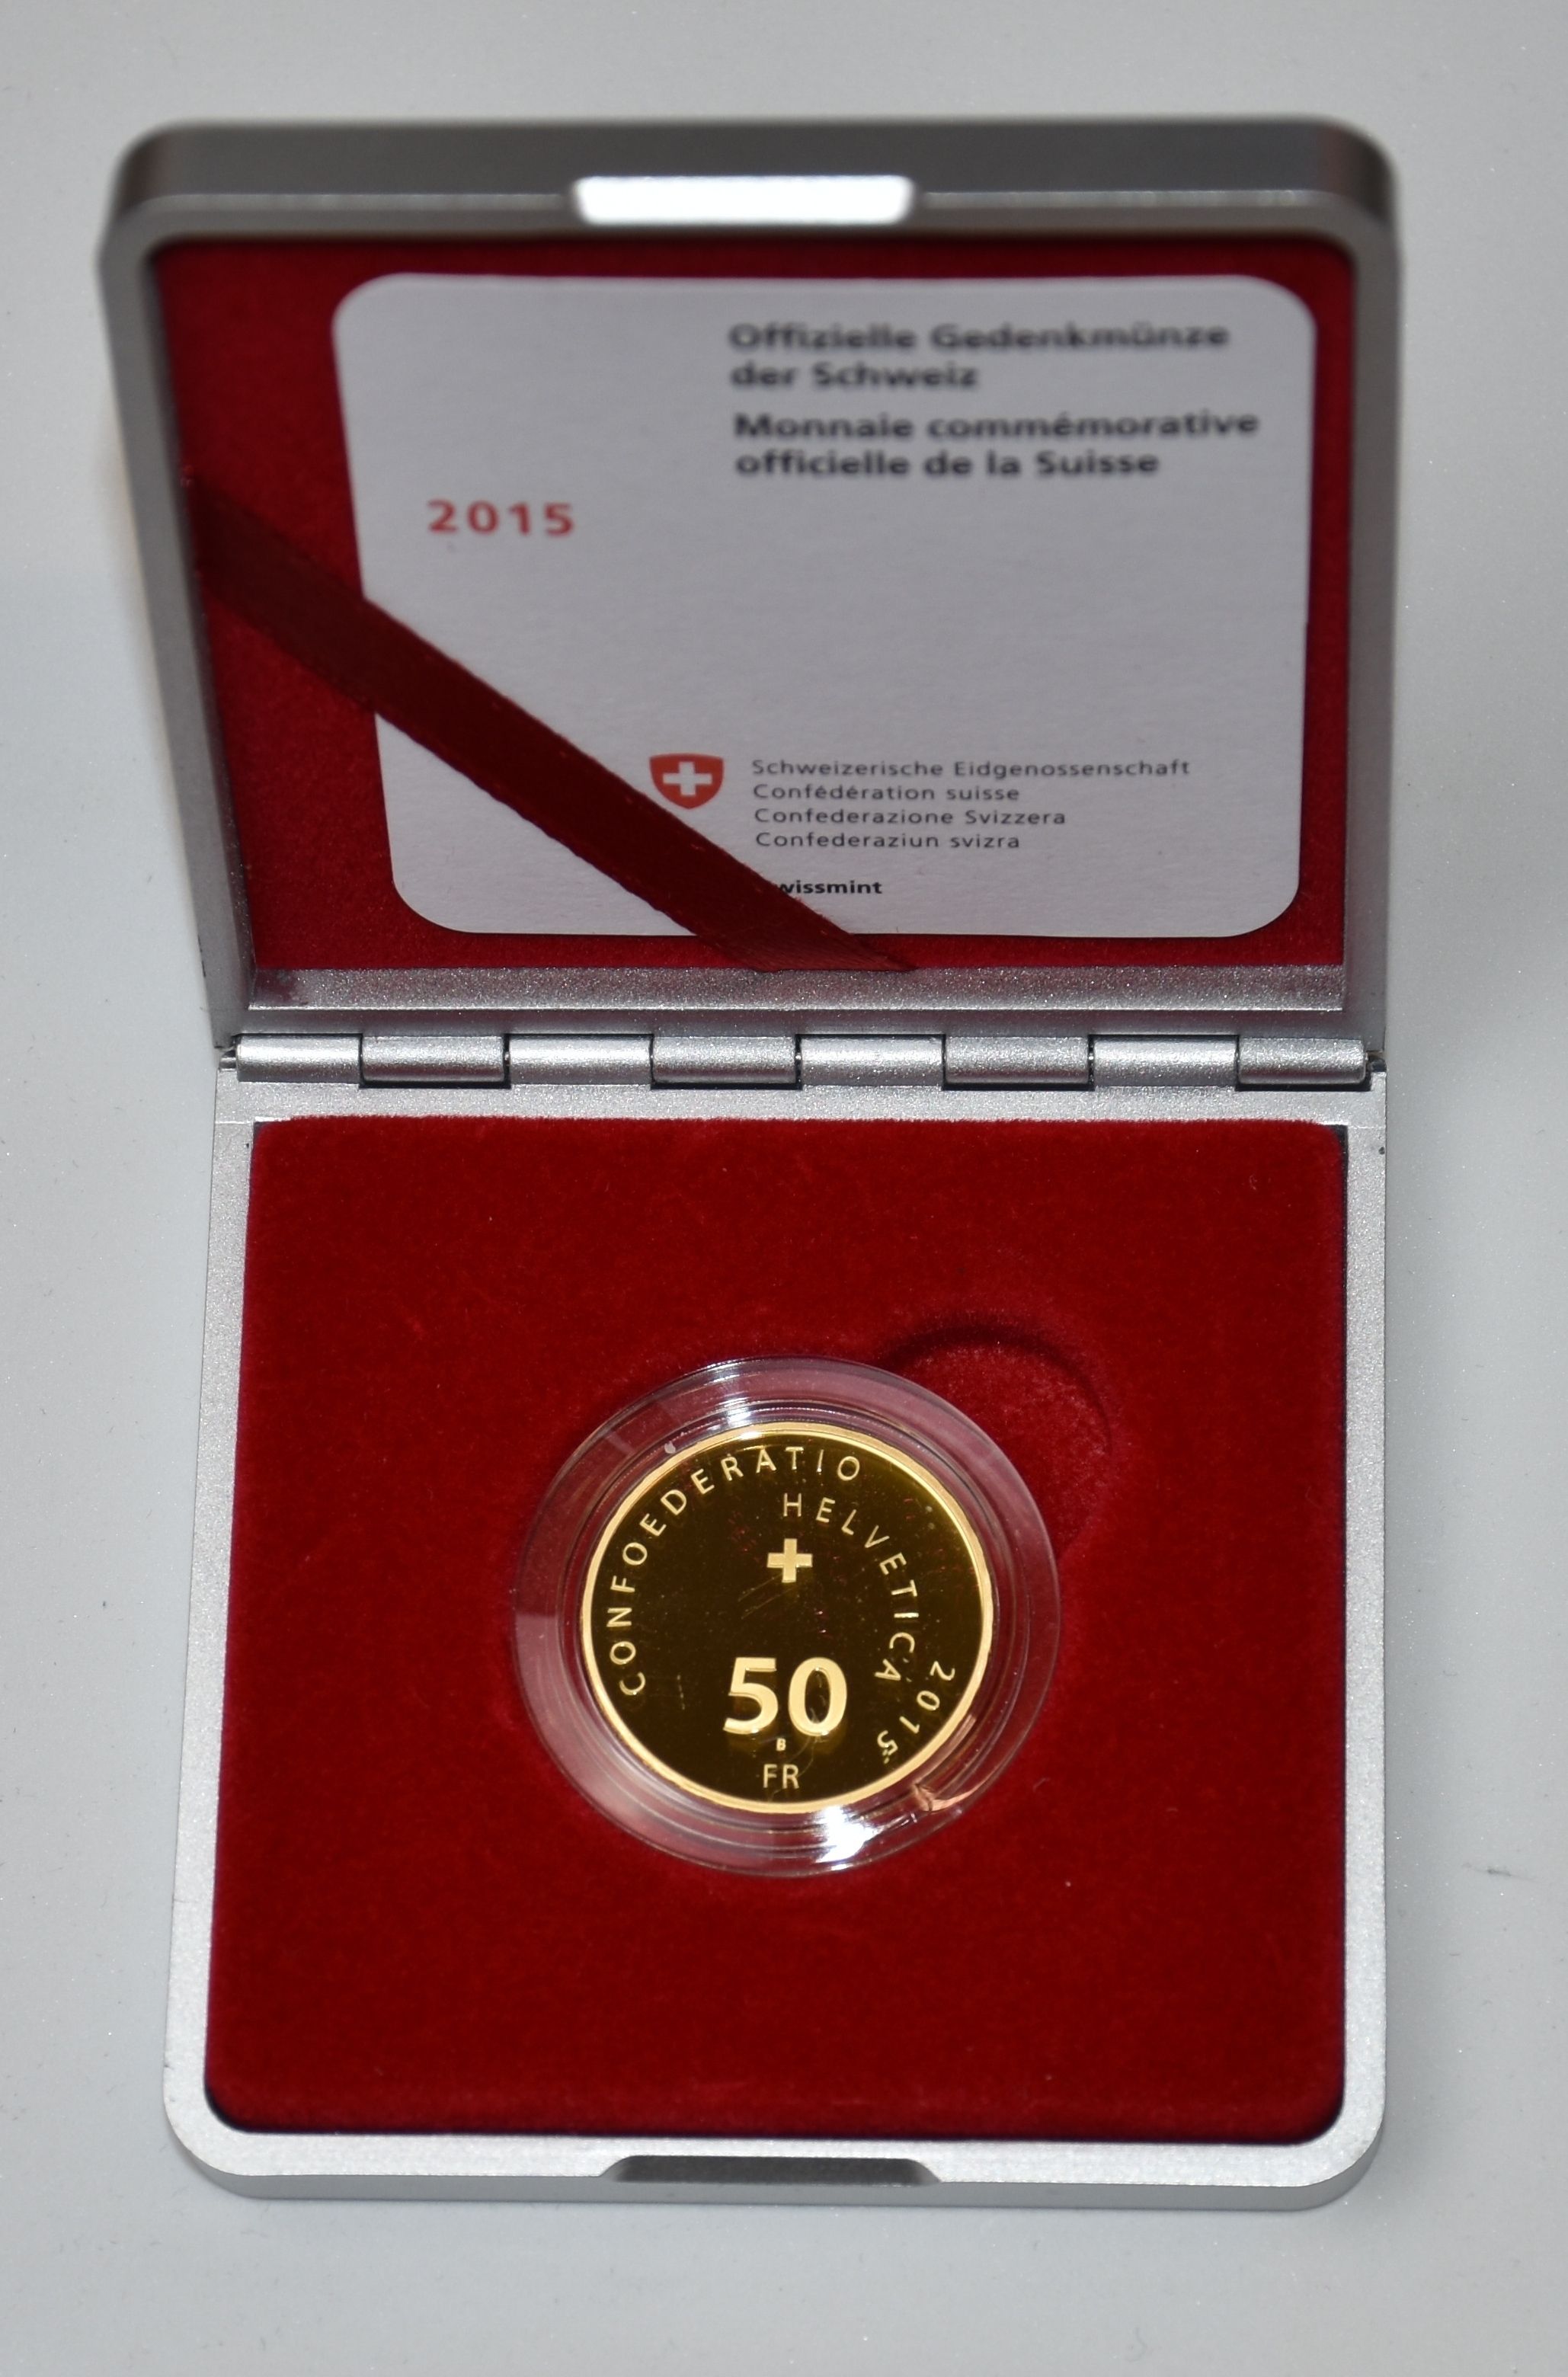 Offizielle Gedenkmünze
der Schweiz
Monnaie commémorative
officielle de la Suisse
2015
Schweizerische Eidgenossenschaft
Confédération suisse
Confederazione Svizzera
Confederaziun svizra
wissmint
CONFOEDERATIO
HELVETICA
2015
50
B
FR